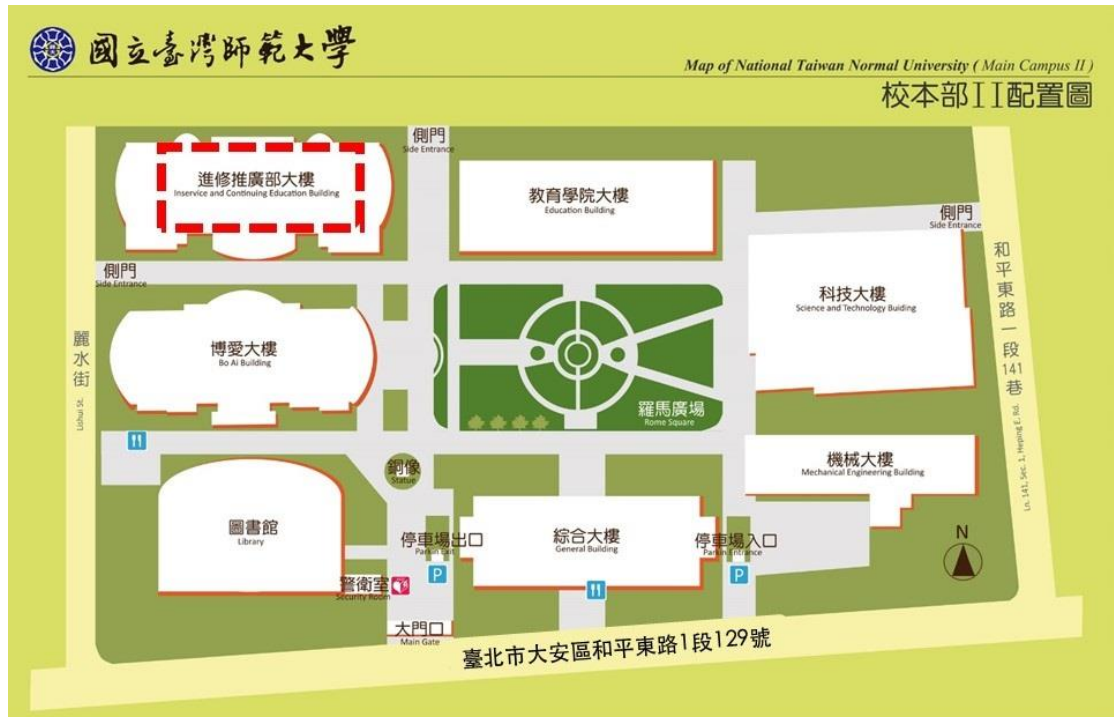 國立臺灣師範大學
Map of National Taiwan Normal University ( Main Campus II )
校本部II配置圖
側門
Side Entrance
進修推廣部大樓
Inservice and Continuing Education Building
教育學院大樓
Education Building
側門
Side Entrance
側門
Side Entrance
和平東路一段141巷
Ln. 141, Sec. 1, Heping E. Rd.
科技大樓
Science and Technology Buiding
麗水街
Lishui St.
博愛大樓
Bo Ai Building
羅馬廣場
Rome Square
機械大樓
Mechanical Engineering Building
銅像
Statue
圖書館
Library
停車場出口
Parkin Exit
P
綜合大樓
General Building
停車場入口
Parkin Entrance
P
N
警衛室
Security Room
大門口
Main Gate
臺北市大安區和平東路1段129號